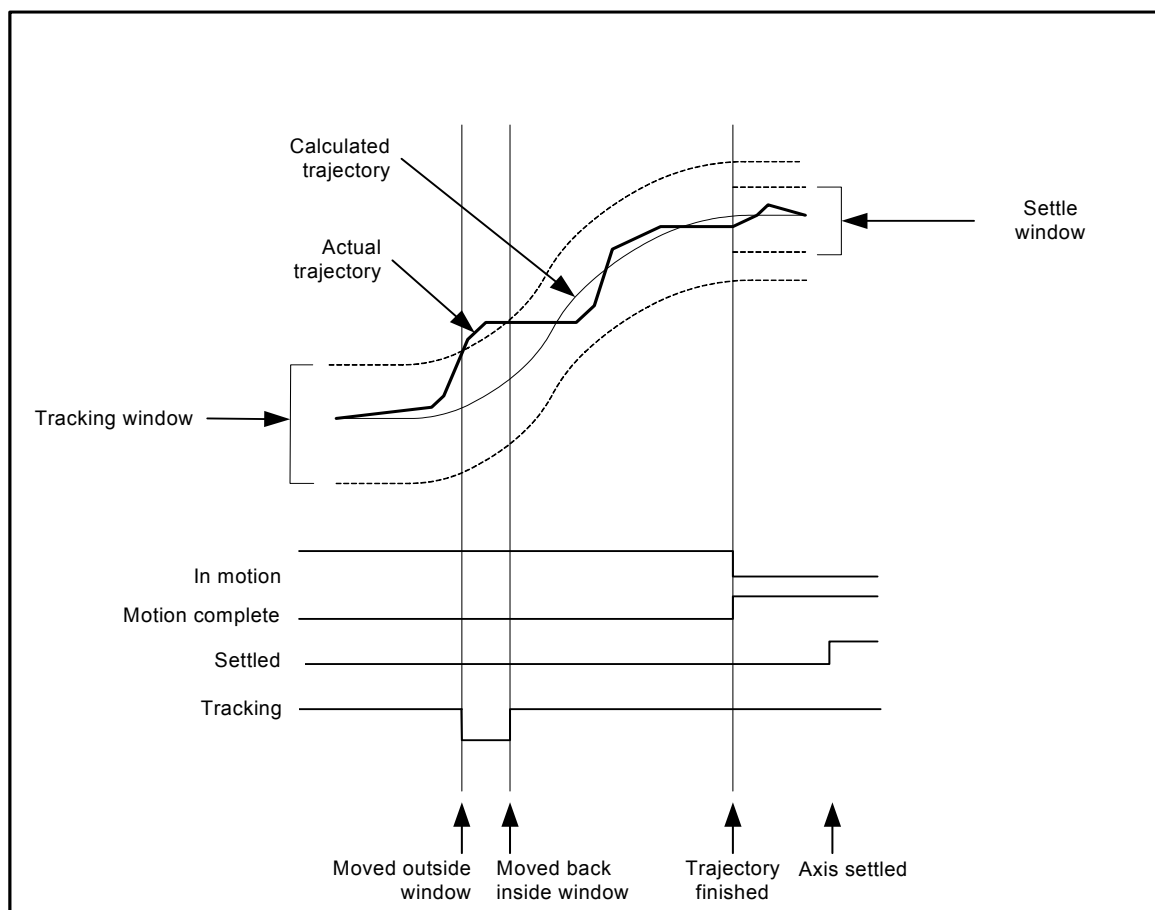 Calculated
trajectory
Actual
trajectory
Settle
window
Tracking window
In motion
Motion complete
Settled
Tracking
Moved outside
window
Moved back
inside window
Trajectory
finished
Axis settled